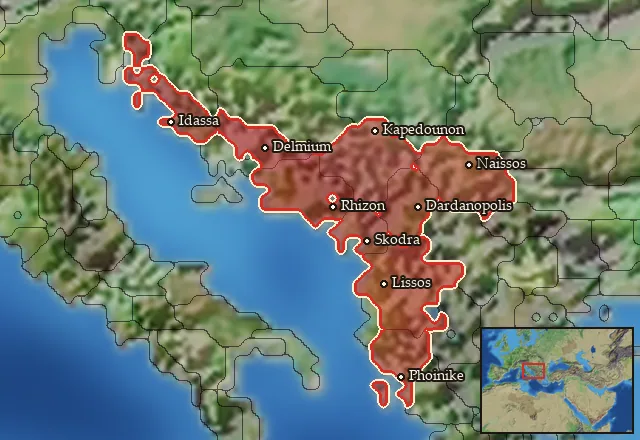 Idassa
Kapedounon
Delmium
Naissos
Rhizon
Dardanopolis
Skodra
Lissos
Phoinike